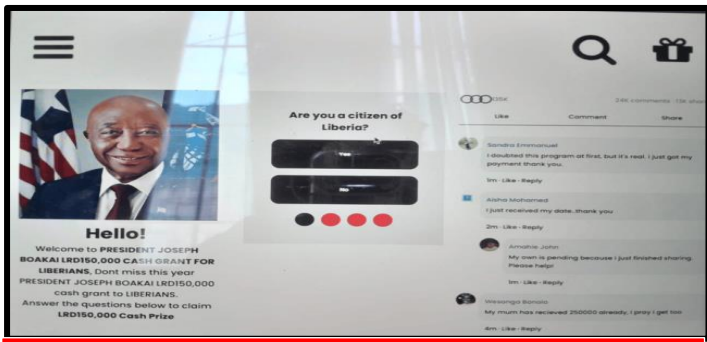 Hello!
Welcome to PRESIDENT JOSEPH
BOAKAI LRD150,000 CASH GRANT FOR
LIBERIANS, Dont miss this year
PRESIDENT JOSEPH BOAKAI LRD150,000
cash grant to LIBERIANS.
Answer the questions below to claim
LRD150,000 Cash Prize
Are you a citizen of
Liberia?
Yes
No
24K comments
Like Comment Share
Sandra Emmanuel
I doubted this program at first, but it's real. I just got my
payment thank you.
1m · Like · Reply
Aisha Mohamed
I just received my date..thank you
2m · Like · Reply
Amahle John
My own is pending because I just finished sharing
Please help!
1m · Like · Reply
My mum has recieved 250000 already, I pray I get too
4m · Like · Reply